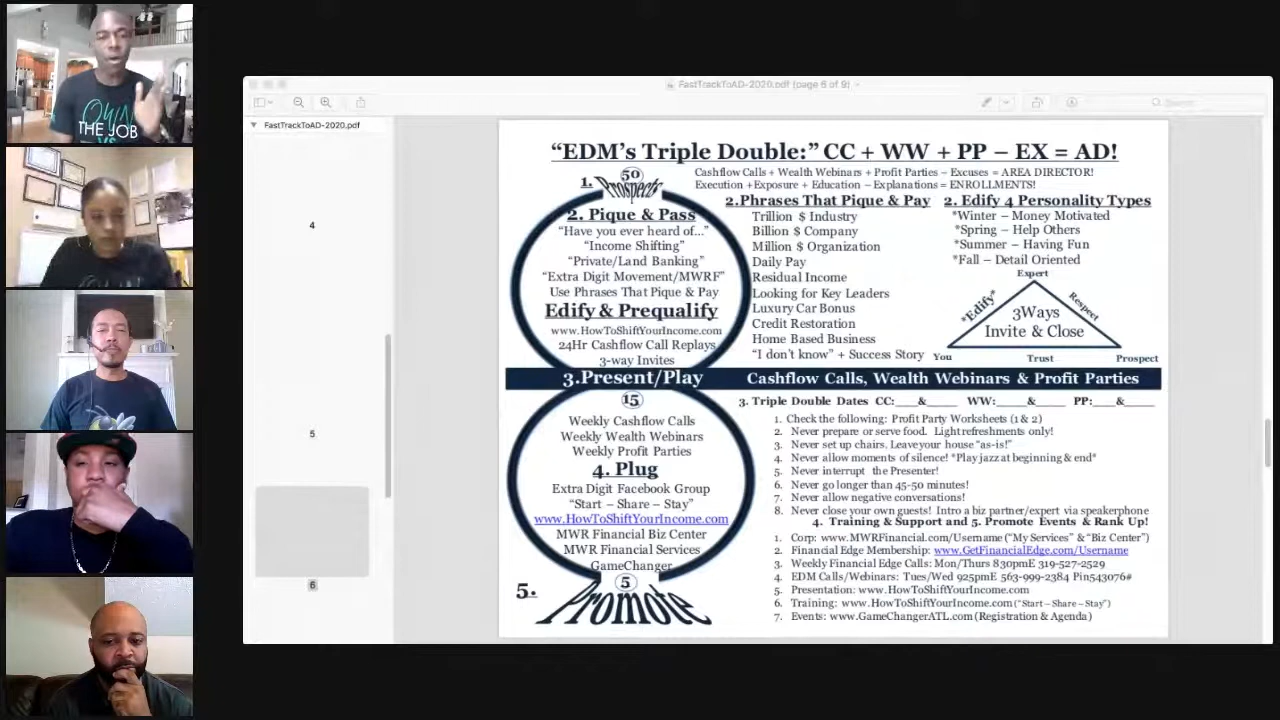 OWN
THE JOB
FastTrackToAD-2020.pdf (page 6 of 9)
Search
FastTrackToAD-2020.pdf
4
5
6
“EDM’s Triple Double:” CC + WW + PP – EX = AD!
Cashflow Calls + Wealth Webinars + Profit Parties – Excuses = AREA DIRECTOR!
Execution +Exposure + Education – Explanations = ENROLLMENTS!
1. 50
Prospects
2. Pique & Pass
“Have you ever heard of...”
“Income Shifting”
“Private/Land Banking”
“Extra Digit Movement/MWRF”
Use Phrases That Pique & Pay
Edify & Prequalify
www.HowToShiftYourIncome.com
24Hr Cashflow Call Replays
3-way Invites
2.Phrases That Pique & Pay
Trillion $ Industry
Billion $ Company
Million $ Organization
Daily Pay
Residual Income
Looking for Key Leaders
Luxury Car Bonus
Credit Restoration
Home Based Business
“I don’t know” + Success Story
2. Edify 4 Personality Types
*Winter – Money Motivated
*Spring – Help Others
*Summer – Having Fun
*Fall – Detail Oriented
Expert
*Edify*
Respect
3Ways
Invite & Close
You Trust Prospect
3.Present/Play Cashflow Calls, Wealth Webinars & Profit Parties
15
Weekly Cashflow Calls
Weekly Wealth Webinars
Weekly Profit Parties
4. Plug
Extra Digit Facebook Group
“Start – Share – Stay”
www.HowToShiftYourIncome.com
MWR Financial Biz Center
MWR Financial Services
GameChanger
5. 5
Promote
3. Triple Double Dates CC:___&____ WW:____&____ PP:___&____
1. Check the following: Profit Party Worksheets (1 & 2)
2. Never prepare or serve food. Light refreshments only!
3. Never set up chairs. Leave your house “as-is!”
4. Never allow moments of silence! *Play jazz at beginning & end*
5. Never interrupt the Presenter!
6. Never go longer than 45-50 minutes!
7. Never allow negative conversations!
8. Never close your own guests! Intro a biz partner/expert via speakerphone
4. Training & Support and 5. Promote Events & Rank Up!
1. Corp: www.MWRFinancial.com/Username (“My Services” & “Biz Center”)
2. Financial Edge Membership: www.GetFinancialEdge.com/Username
3. Weekly Financial Edge Calls: Mon/Thurs 830pmE 319-527-2529
4. EDM Calls/Webinars: Tues/Wed 925pmE 563-999-2384 Pin543076#
5. Presentation: www.HowToShiftYourIncome.com
6. Training: www.HowToShiftYourIncome.com (“Start – Share – Stay”)
7. Events: www.GameChangerATL.com (Registration & Agenda)